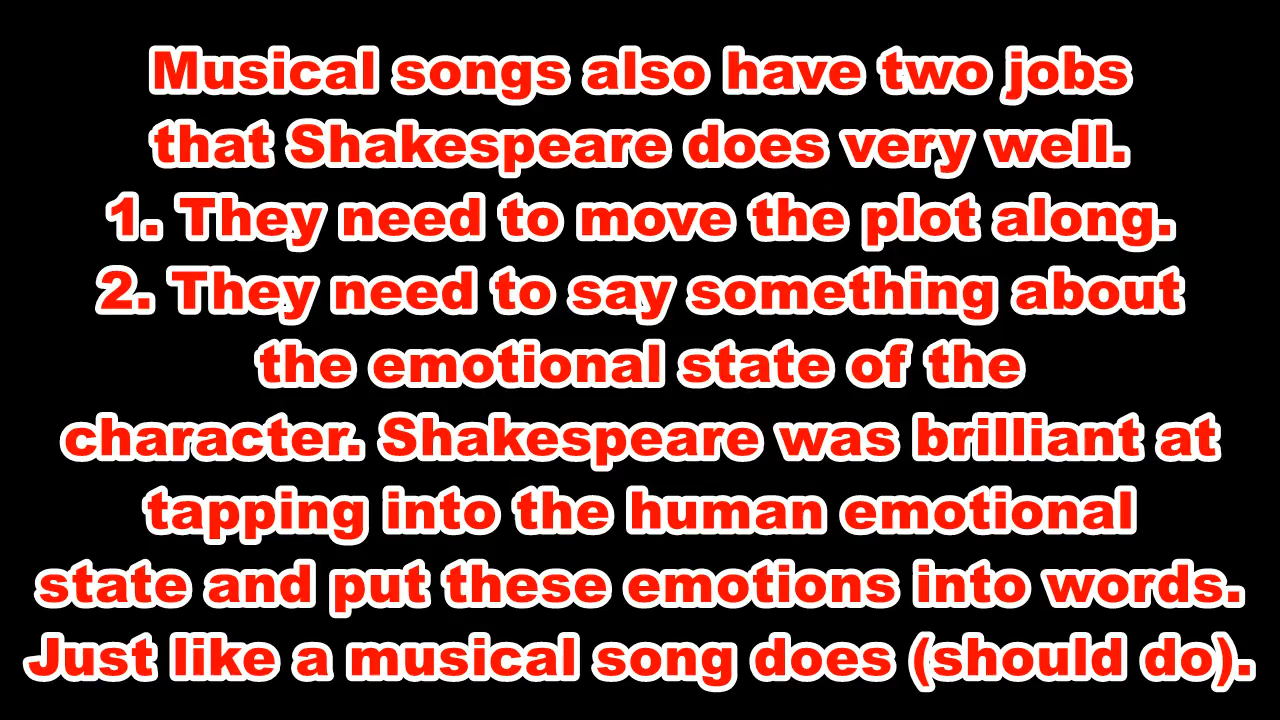 Musical songs also have two jobs
that Shakespeare does very well.
1. They need to move the plot along.
2. They need to say something about
the emotional state of the
character. Shakespeare was brilliant at
tapping into the human emotional
state and put these emotions into words.
Just like a musical song does (should do).